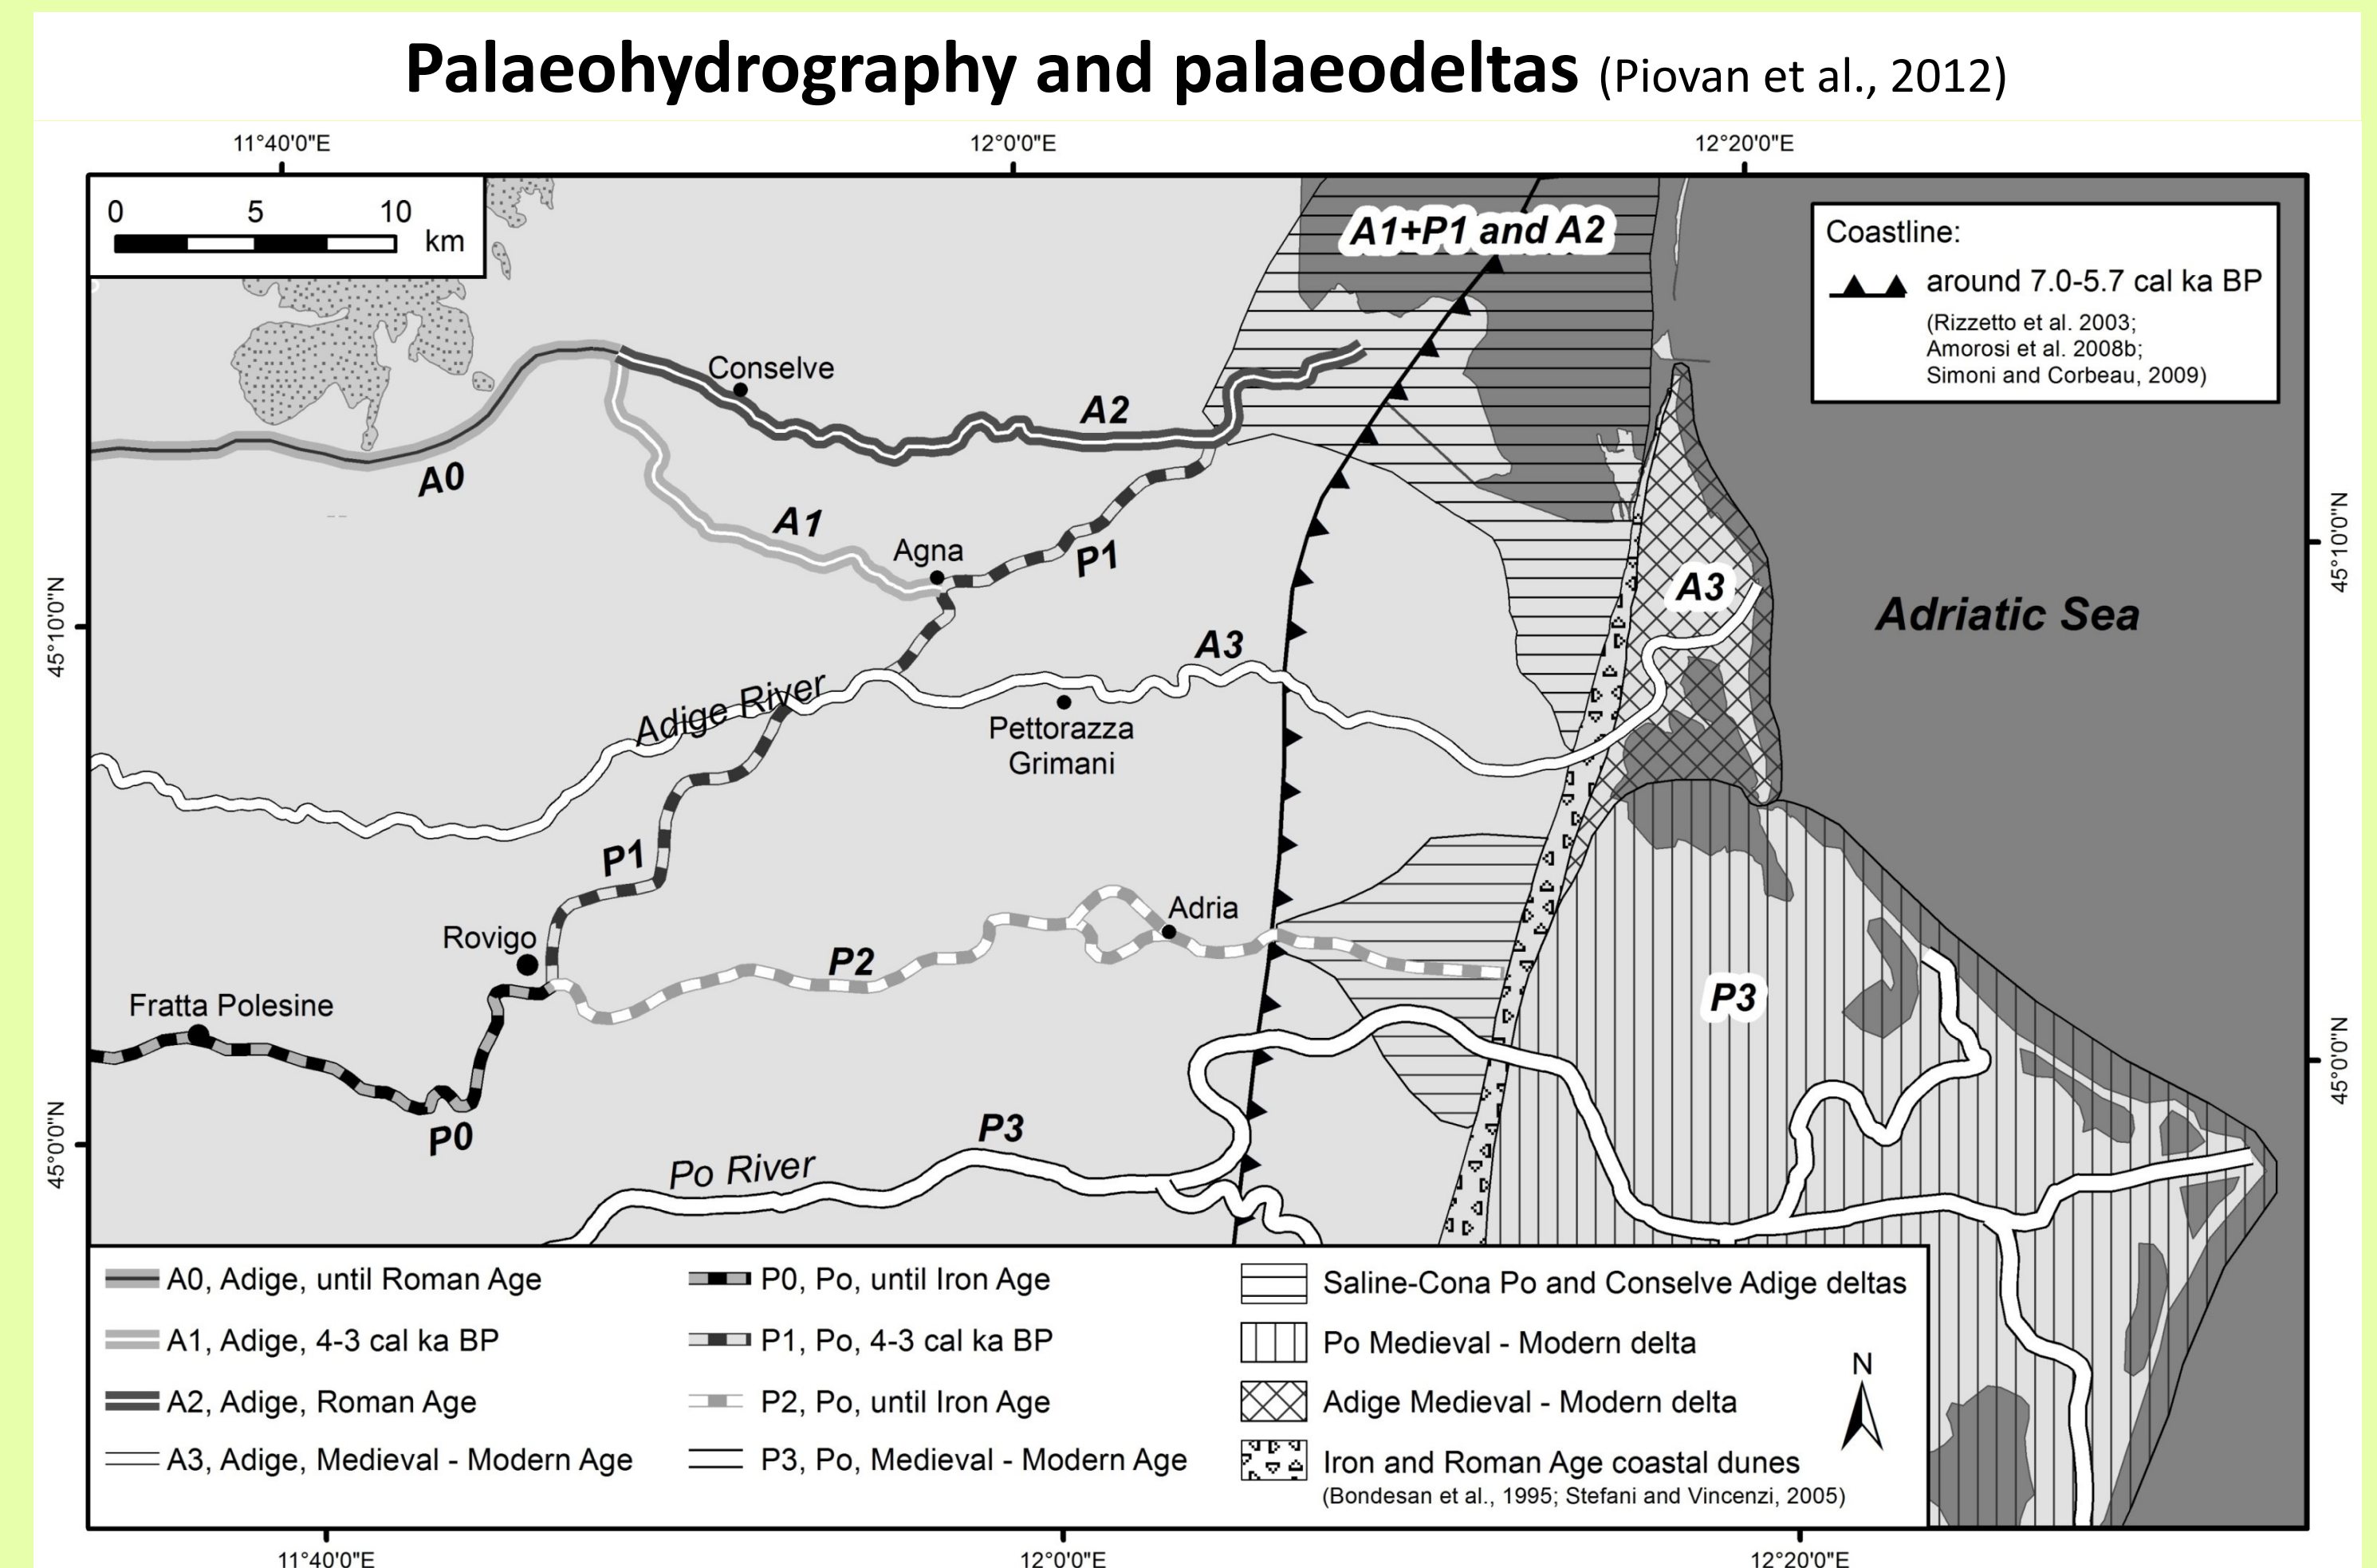 Palaeohydrography and palaeodeltas (Piovan et al., 2012)
11°40'0"E
12°0'0"E
12°20'0"E
0 5 10
km
A1+P1 and A2
Coastline:
around 7.0-5.7 cal ka BP
(Rizzetto et al. 2003;
Amorosi et al. 2008b;
Simoni and Corbeau, 2009)
Conselve
A2
A0
A1
Agna
P1
45°10'0"N
45°10'0"N
A3
Adriatic Sea
A3
Adige River
Pettorazza
Grimani
P1
Rovigo
Adria
P2
P3
Fratta Polesine
P0
P3
Po River
45°0'0"N
45°0'0"N
A0, Adige, until Roman Age
A1, Adige, 4-3 cal ka BP
A2, Adige, Roman Age
A3, Adige, Medieval - Modern Age
P0, Po, until Iron Age
P1, Po, 4-3 cal ka BP
P2, Po, until Iron Age
P3, Po, Medieval - Modern Age
Saline-Cona Po and Conselve Adige deltas
Po Medieval - Modern delta
Adige Medieval - Modern delta
Iron and Roman Age coastal dunes
(Bondesan et al., 1995; Stefani and Vincenzi, 2005)
N
11°40'0"E
12°0'0"E
12°20'0"E